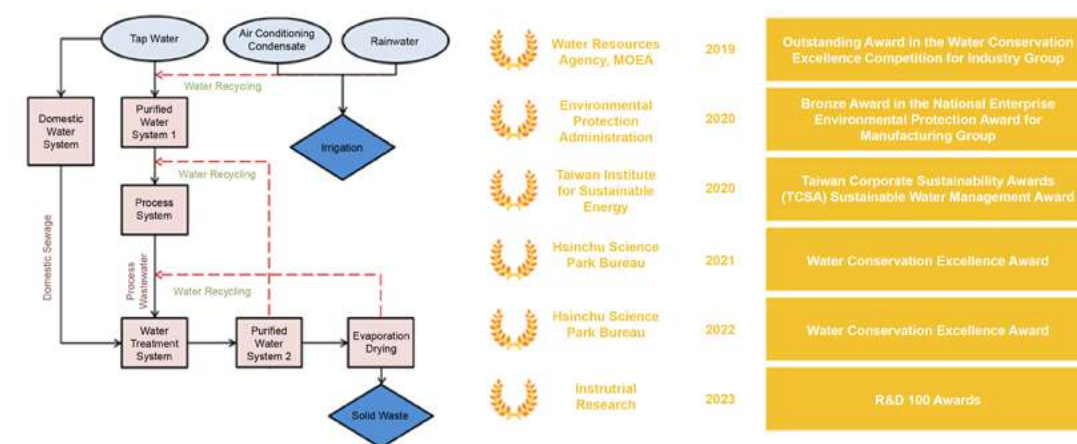 Tap Water
Air Conditioning
Condensate
Rainwater
Water Recycling
Domestic
Water
System
Purified
Water
System 1
Irrigation
Water Recycling
Process
System
Domestic Sewage
Process
Wastewater
Water Recycling
Water
Treatment
System
Purified
Water
System 2
Evaporation
Drying
Solid Waste
Water Resources
Agency, MOEA
2019
Outstanding Award in the Water Conservation
Excellence Competition for Industry Group
Environmental
Protection
Administration
2020
Bronze Award in the National Enterprise
Environmental Protection Award for
Manufacturing Group
Taiwan Institute
for Sustainable
Energy
2020
Taiwan Corporate Sustainability Awards
(TCSA) Sustainable Water Management Award
Hsinchu Science
Park Bureau
2021
Water Conservation Excellence Award
Hsinchu Science
Park Bureau
2022
Water Conservation Excellence Award
Instrutrial
Research
2023
R&D 100 Awards